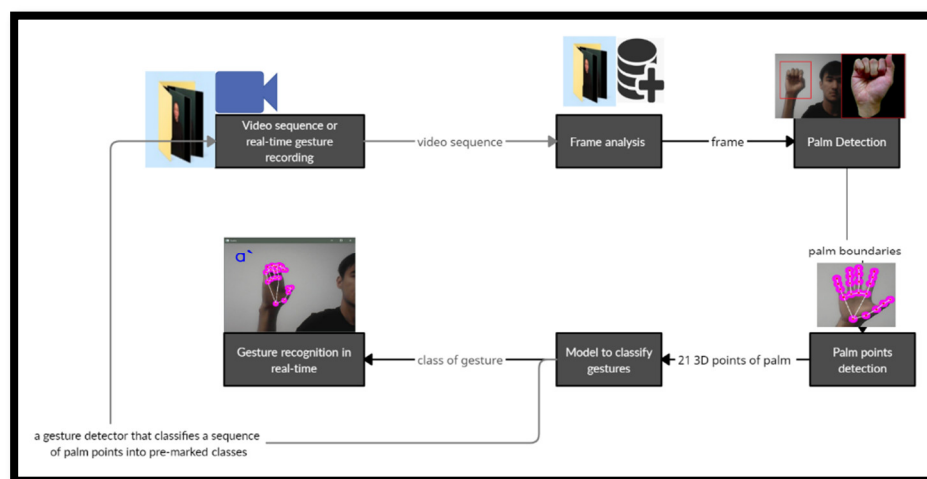 Video sequence or
real-time gesture
recording
video sequence
Frame analysis
frame
Palm Detection
palm boundaries
a`
Gesture recognition in
real-time
class of gesture
Model to classify
gestures
21 3D points of palm
Palm points
detection
a gesture detector that classifies a sequence
of palm points into pre-marked classes